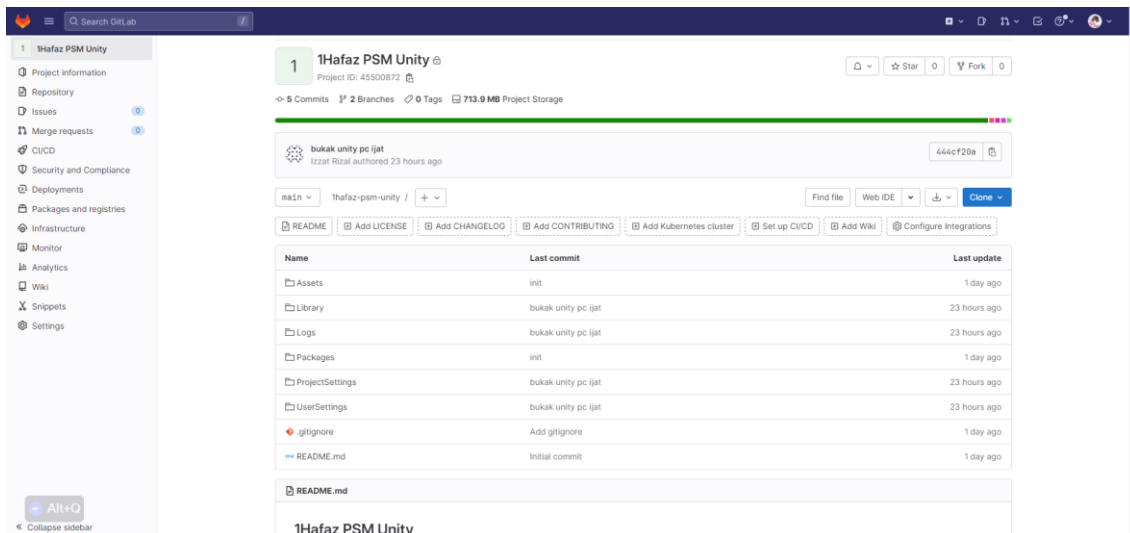 Search GitLab /
1 1Hafaz PSM Unity
Project information
Repository
Issues 0
Merge requests 0
CI/CD
Security and Compliance
Deployments
Packages and registries
Infrastructure
Monitor
Analytics
Wiki
Snippets
Settings
Alt+Q
Collapse sidebar
1 1Hafaz PSM Unity
Project ID: 45500872
Star 0 Fork 0
5 Commits 2 Branches 0 Tags 713.9 MB Project Storage
bukak unity pc ijat
Izzat Rizal authored 23 hours ago
444cf20a
main 1hafaz-psm-unity / +
Find file Web IDE Clone
README Add LICENSE Add CHANGELOG Add CONTRIBUTING Add Kubernetes cluster Set up CI/CD Add Wiki Configure Integrations
Name Last commit Last update
Assets init 1 day ago
Library bukak unity pc ijat 23 hours ago
Logs bukak unity pc ijat 23 hours ago
Packages init 1 day ago
ProjectSettings bukak unity pc ijat 23 hours ago
UserSettings bukak unity pc ijat 23 hours ago
.gitignore Add gitignore 1 day ago
README.md Initial commit 1 day ago
README.md
1Hafaz PSM Unity